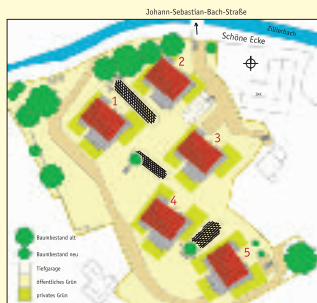 Johann-Sebastian-Bach-Straße
Zillerbach
Schöne Ecke
1
2
3
4
5
Baumbestand alt
Baumbestand neu
Tiefgarage
öffentliches Grün
privates Grün